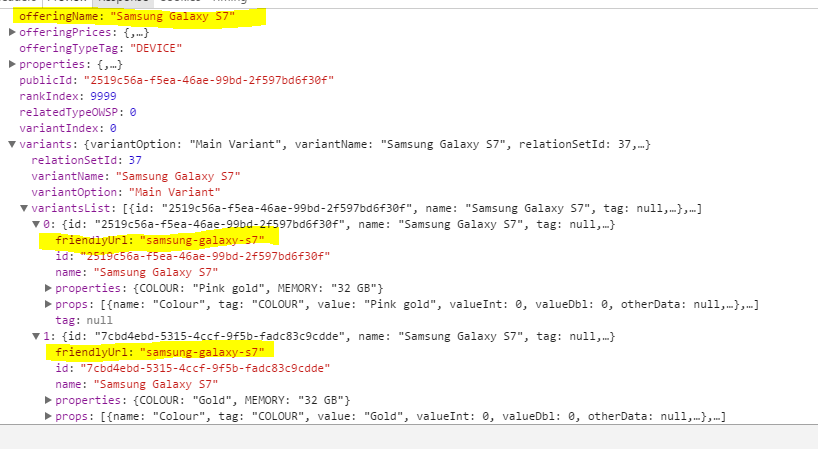 offeringName: "Samsung Galaxy S7"
offeringPrices: {,…}
offeringTypeTag: "DEVICE"
properties: {,…}
publicId: "2519c56a-f5ea-46ae-99bd-2f597bd6f30f"
rankIndex: 9999
relatedTypeOWSP: 0
variantIndex: 0
variants: {variantOption: "Main Variant", variantName: "Samsung Galaxy S7", relationSetId: 37,…}
relationSetId: 37
variantName: "Samsung Galaxy S7"
variantOption: "Main Variant"
variantsList: [{id: "2519c56a-f5ea-46ae-99bd-2f597bd6f30f", name: "Samsung Galaxy S7", tag: null,…},…]
0: {id: "2519c56a-f5ea-46ae-99bd-2f597bd6f30f", name: "Samsung Galaxy S7", tag: null,…}
friendlyUrl: "samsung-galaxy-s7"
id: "2519c56a-f5ea-46ae-99bd-2f597bd6f30f"
name: "Samsung Galaxy S7"
properties: {COLOUR: "Pink gold", MEMORY: "32 GB"}
props: [{name: "Colour", tag: "COLOUR", value: "Pink gold", valueInt: 0, valueDbl: 0, otherData: null,…},…]
tag: null
1: {id: "7cbd4ebd-5315-4ccf-9f5b-fadc83c9cdde", name: "Samsung Galaxy S7", tag: null,…}
friendlyUrl: "samsung-galaxy-s7"
id: "7cbd4ebd-5315-4ccf-9f5b-fadc83c9cdde"
name: "Samsung Galaxy S7"
properties: {COLOUR: "Gold", MEMORY: "32 GB"}
props: [{name: "Colour", tag: "COLOUR", value: "Gold", valueInt: 0, valueDbl: 0, otherData: null,…},…]